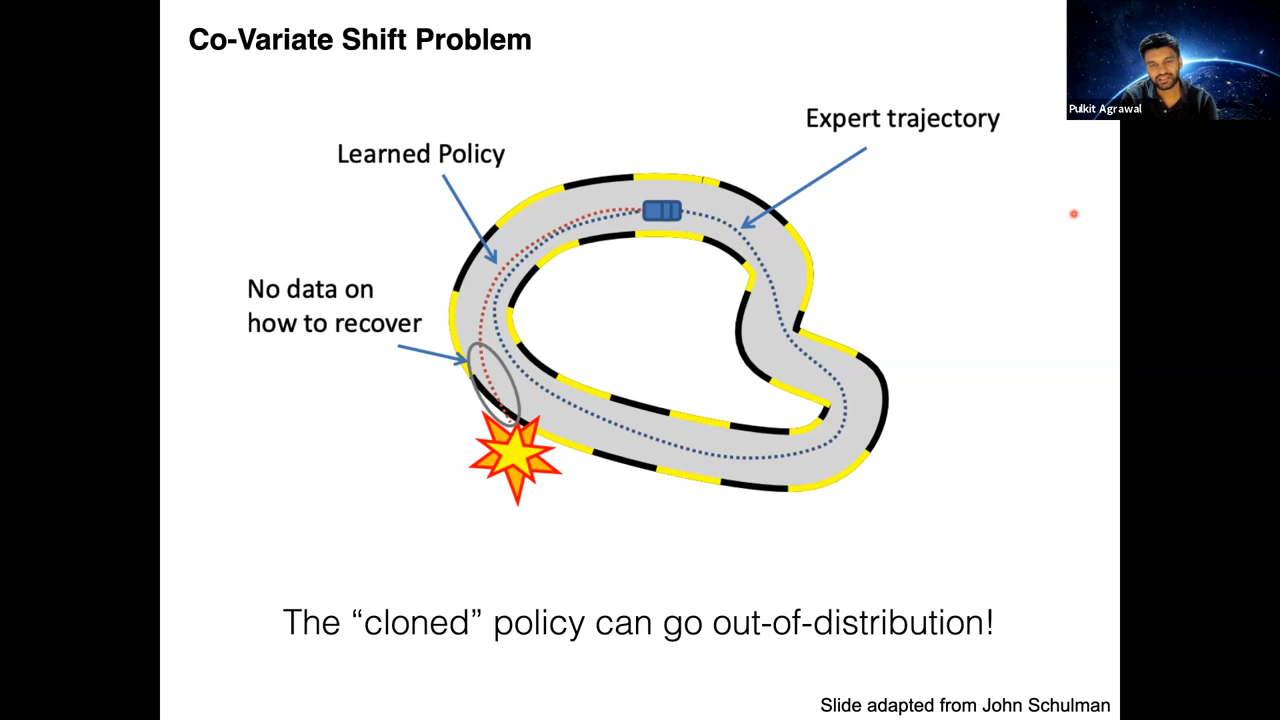 Co-Variate Shift Problem
Pulkit Agrawal
Expert trajectory
Learned Policy
No data on
how to recover
The “cloned” policy can go out-of-distribution!
Slide adapted from John Schulman